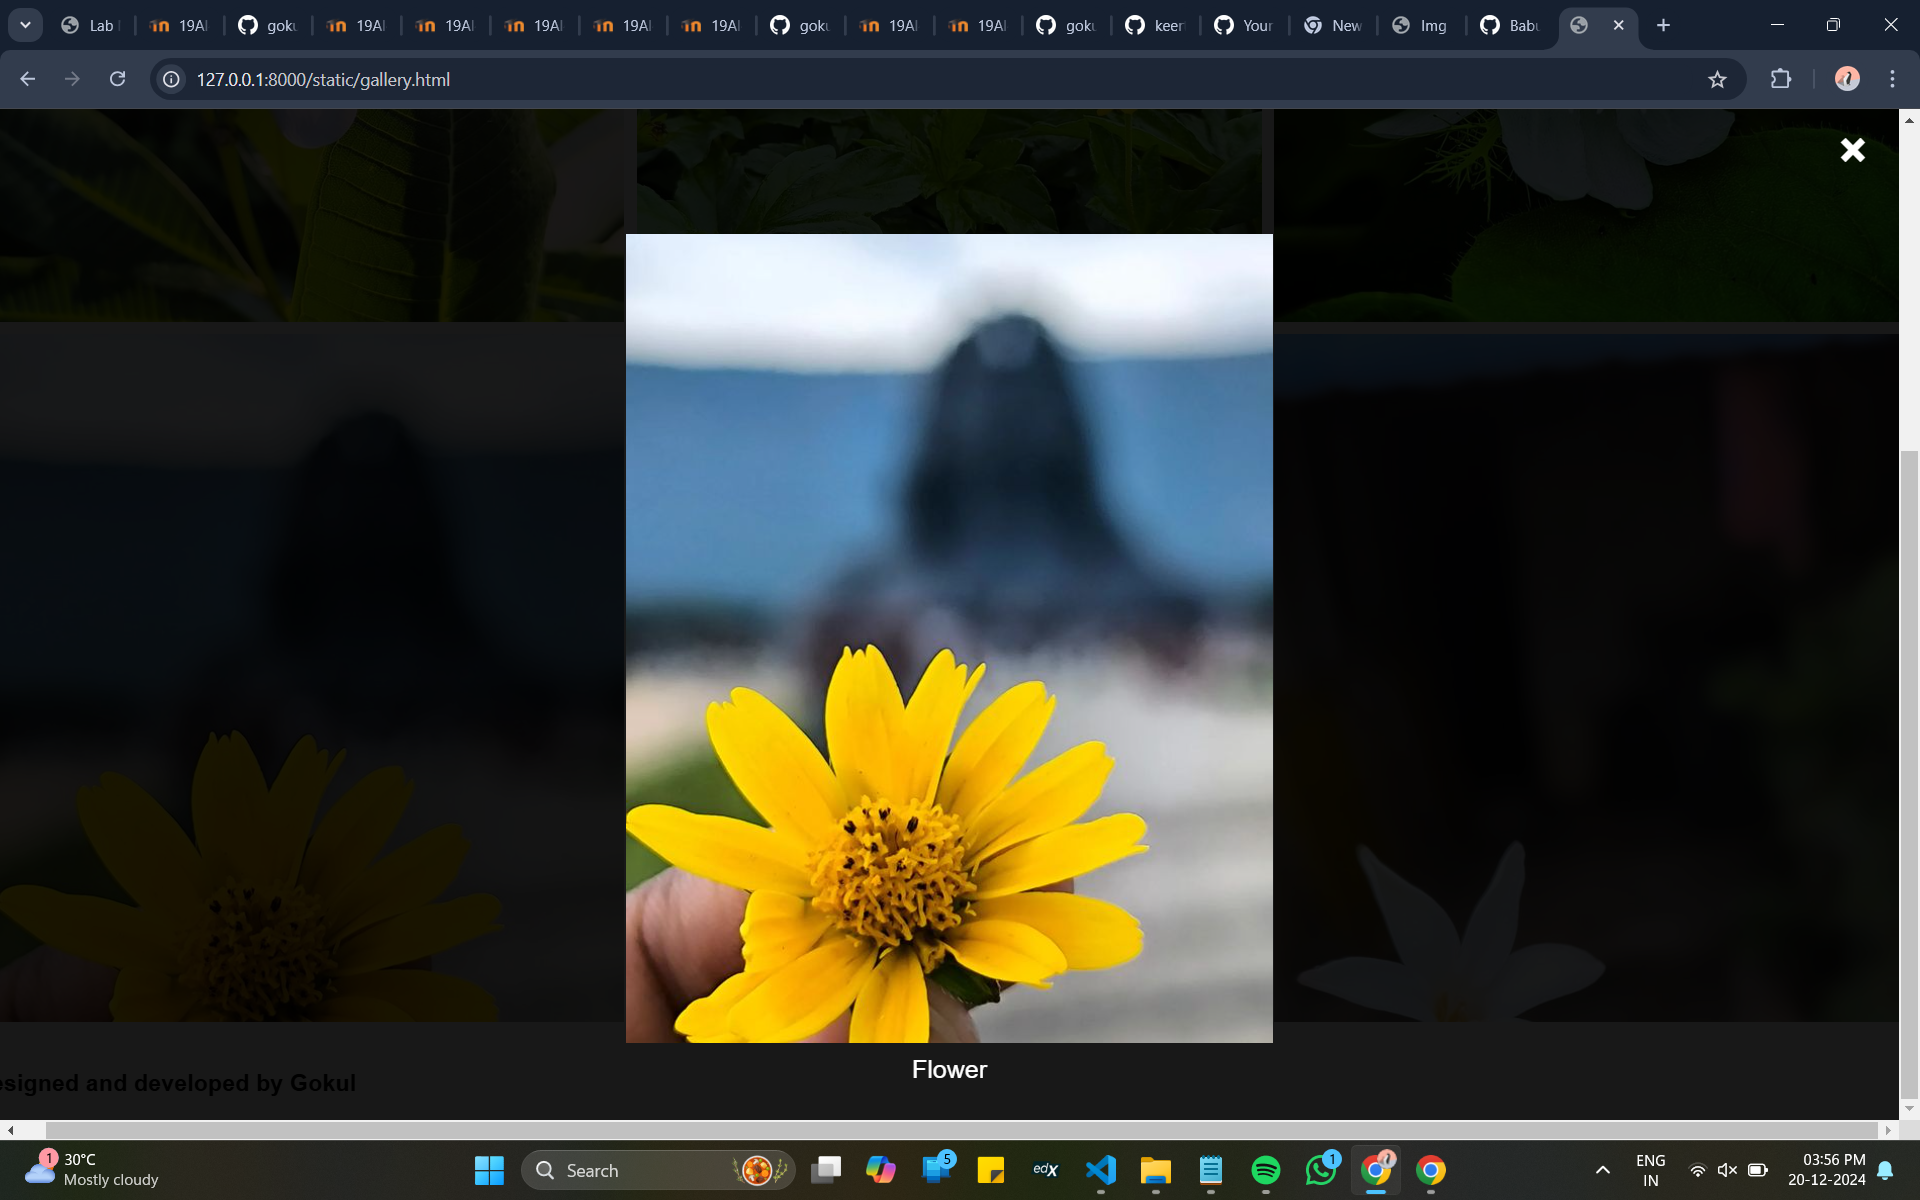 Lab
19AI
goku
19AI
19AI
19AI
19AI
19AI
goku
19AI
19AI
goku
keer
Your
New
Img
Babu
127.0.0.1:8000/static/gallery.html
Flower
esigned and developed by Gokul
1
30°C
Mostly cloudy
Search
5
edX
1
ENG
IN
03:56 PM
20-12-2024